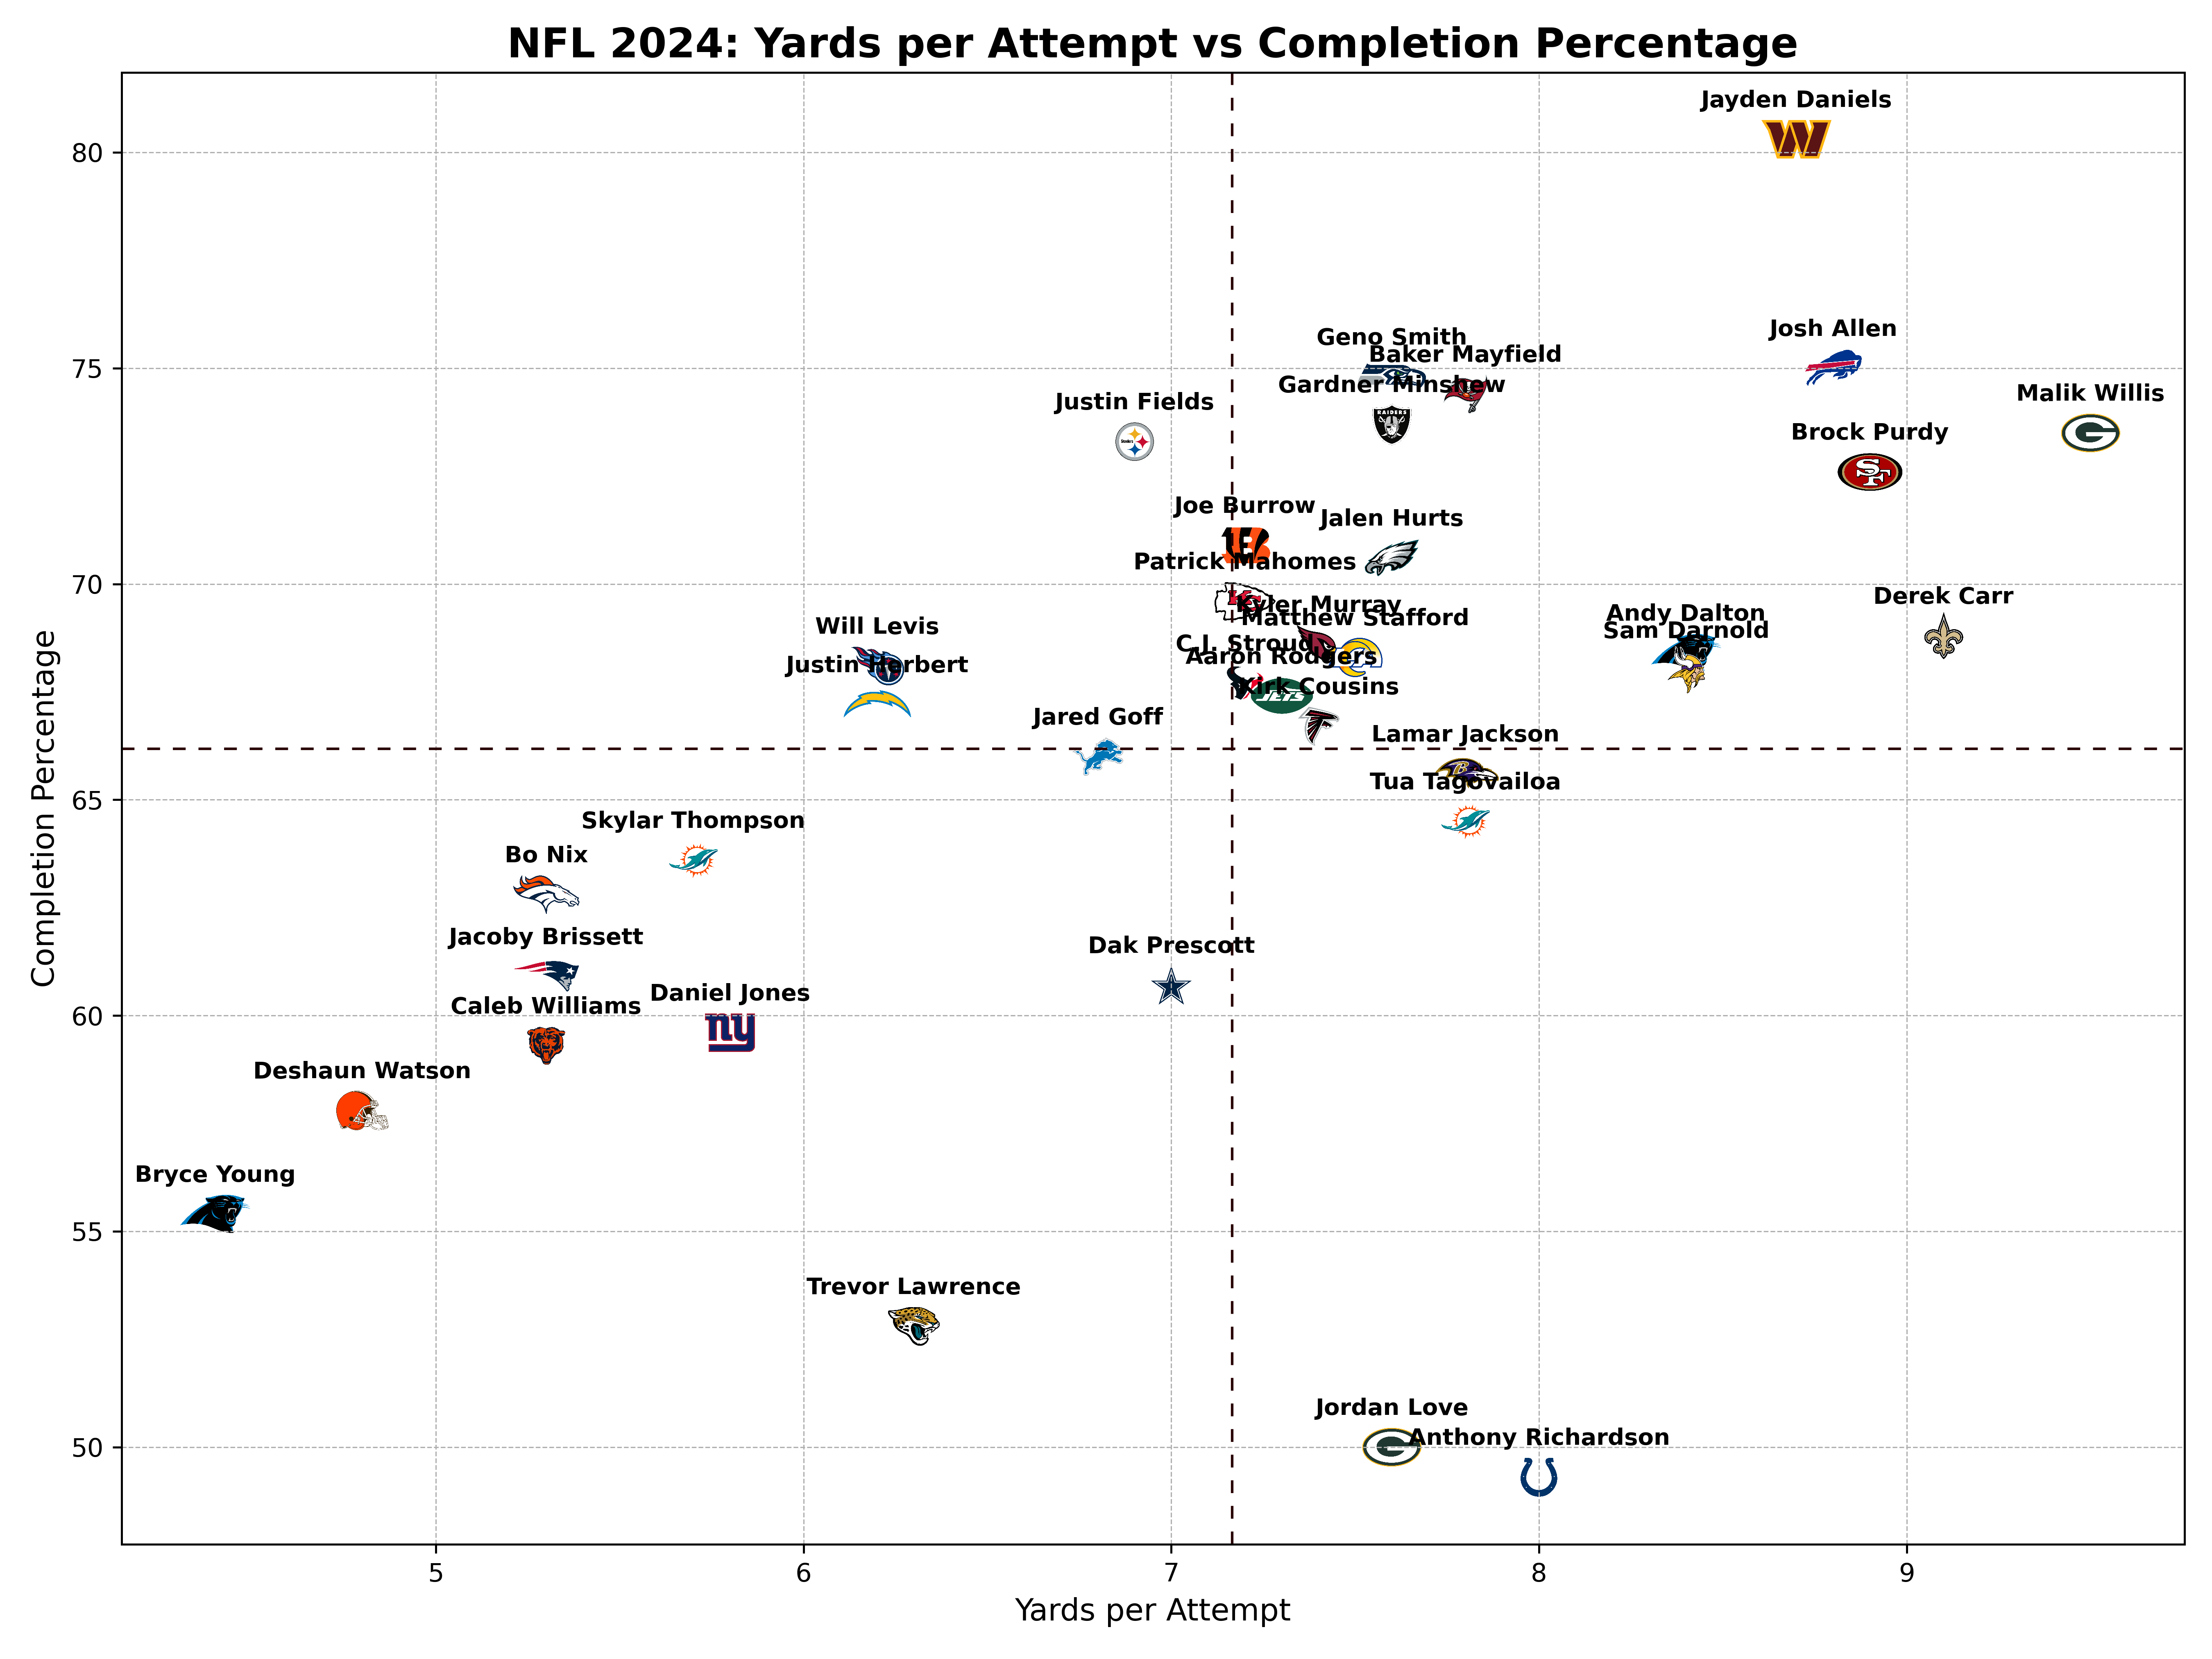 NFL 2024: Yards per Attempt vs Completion Percentage
Jayden Daniels
80
Geno Smith
Josh Allen
Baker Mayfield
75
Gardner Minshew
Malik Willis
Justin Fields
RAIDERS
Brock Purdy
SF
Joe Burrow
Jalen Hurts
Patrick Mahomes
70
Derek Carr
Kyler Murray
Andy Dalton
Matthew Stafford
Will Levis
Sam Darnold
C.J. Stroud
Aaron Rodgers
Justin Herbert
Kirk Cousins
JETS
Jared Goff
Lamar Jackson
Tua Tagovailoa
65
Skylar Thompson
Bo Nix
Jacoby Brissett
Dak Prescott
Caleb Williams
Daniel Jones
60
ny
Deshaun Watson
Bryce Young
55
Trevor Lawrence
Jordan Love
Anthony Richardson
50
5
6
7
8
9
Yards per Attempt
Completion Percentage